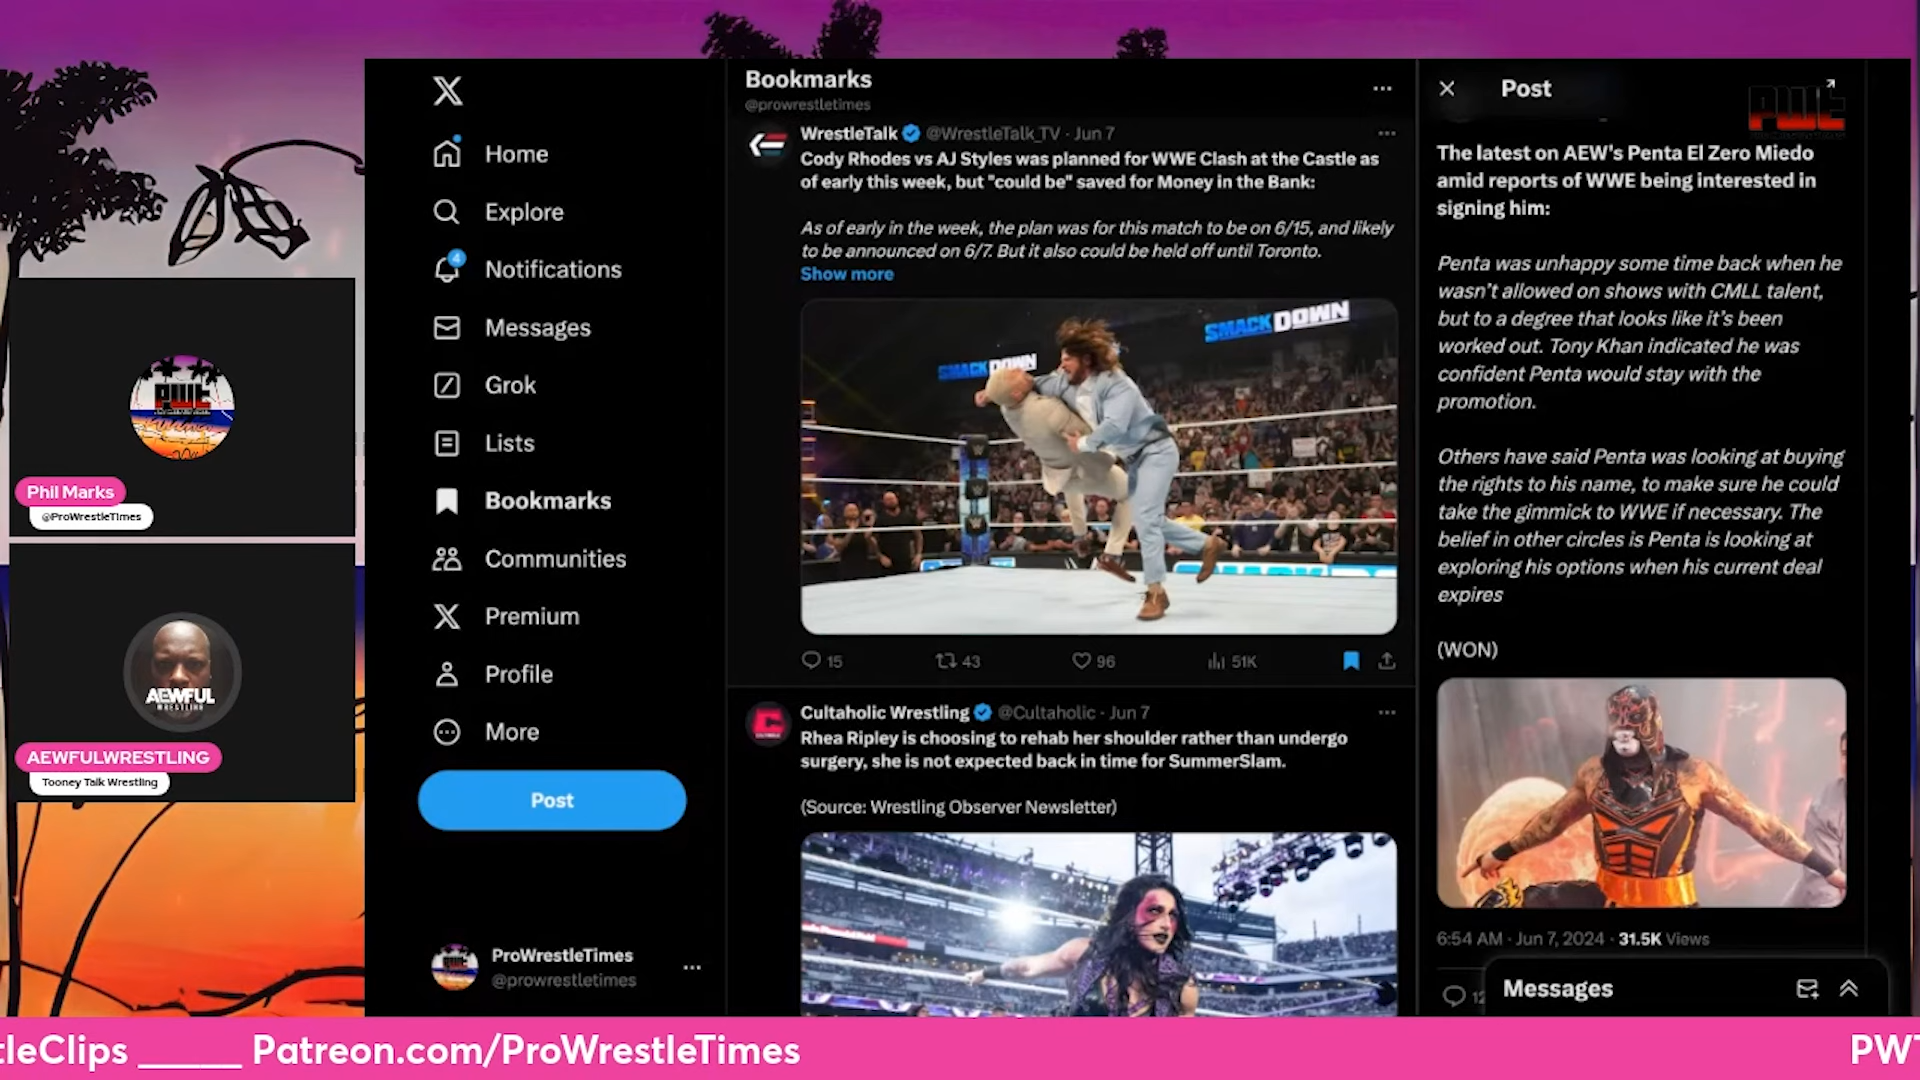 Bookmarks
@prowrestletimes
Post
PWT
Home
Explore
4
Notifications
Messages
Grok
Lists
Bookmarks
Communities
Premium
Profile
More
Post
ProWrestleTimes
@prowrestletimes
WrestleTalk @WrestleTalk_TV · Jun 7
Cody Rhodes vs AJ Styles was planned for WWE Clash at the Castle as
of early this week, but "could be" saved for Money in the Bank:
As of early in the week, the plan was for this match to be on 6/15, and likely
to be announced on 6/7. But it also could be held off until Toronto.
Show more
SMACKDOWN
SMACKDOWN
15 43 96 51K
Cultaholic Wrestling @Cultaholic · Jun 7
Rhea Ripley is choosing to rehab her shoulder rather than undergo
surgery, she is not expected back in time for SummerSlam.
(Source: Wrestling Observer Newsletter)
The latest on AEW's Penta El Zero Miedo
amid reports of WWE being interested in
signing him:
Penta was unhappy some time back when he
wasn't allowed on shows with CMLL talent,
but to a degree that looks like it's been
worked out. Tony Khan indicated he was
confident Penta would stay with the
promotion.
Others have said Penta was looking at buying
the rights to his name, to make sure he could
take the gimmick to WWE if necessary. The
belief in other circles is Penta is looking at
exploring his options when his current deal
expires
(WON)
6:54 AM · Jun 7, 2024 · 31.5K Views
Messages
PWT
Phil Marks
@ProWrestleTimes
AEWFUL
WRESTLING
AEWFULWRESTLING
Tooney Talk Wrestling
tleClips _____ Patreon.com/ProWrestleTimes
PWT